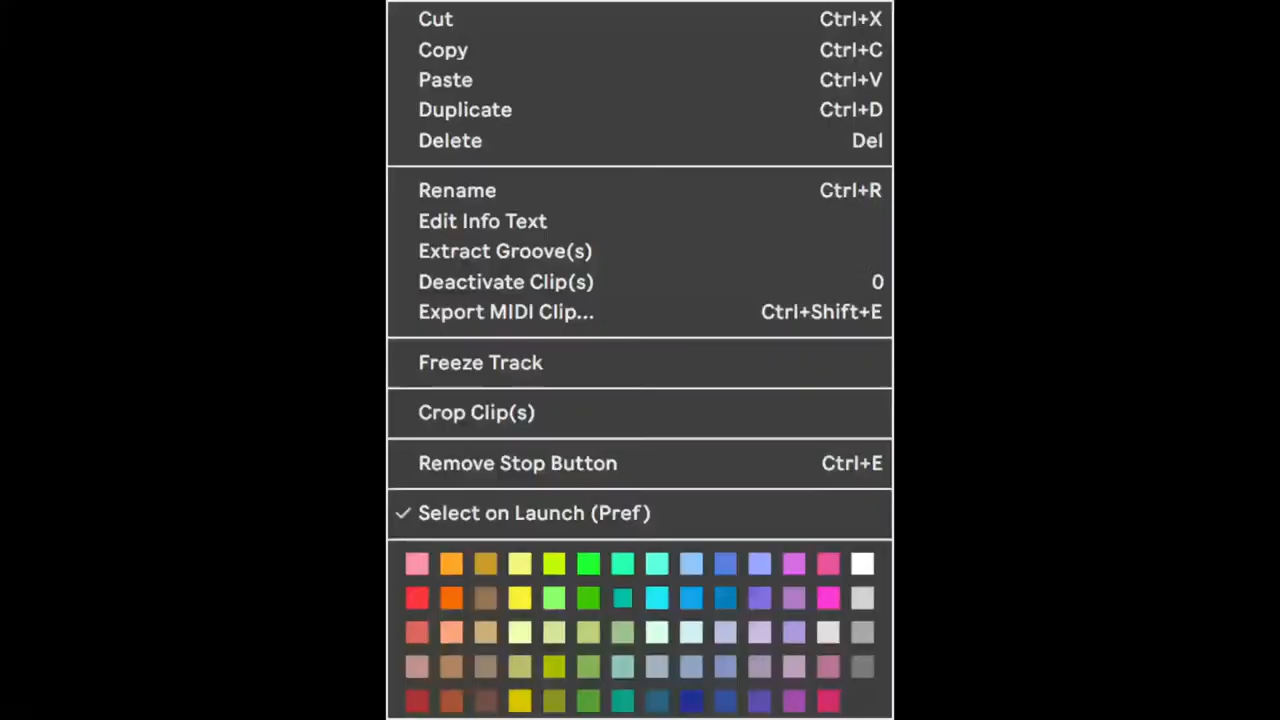 Cut Ctrl+X
Copy Ctrl+C
Paste Ctrl+V
Duplicate Ctrl+D
Delete Del
Rename Ctrl+R
Edit Info Text
Extract Groove(s)
Deactivate Clip(s) 0
Export MIDI Clip... Ctrl+Shift+E
Freeze Track
Crop Clip(s)
Remove Stop Button Ctrl+E
✓ Select on Launch (Pref)